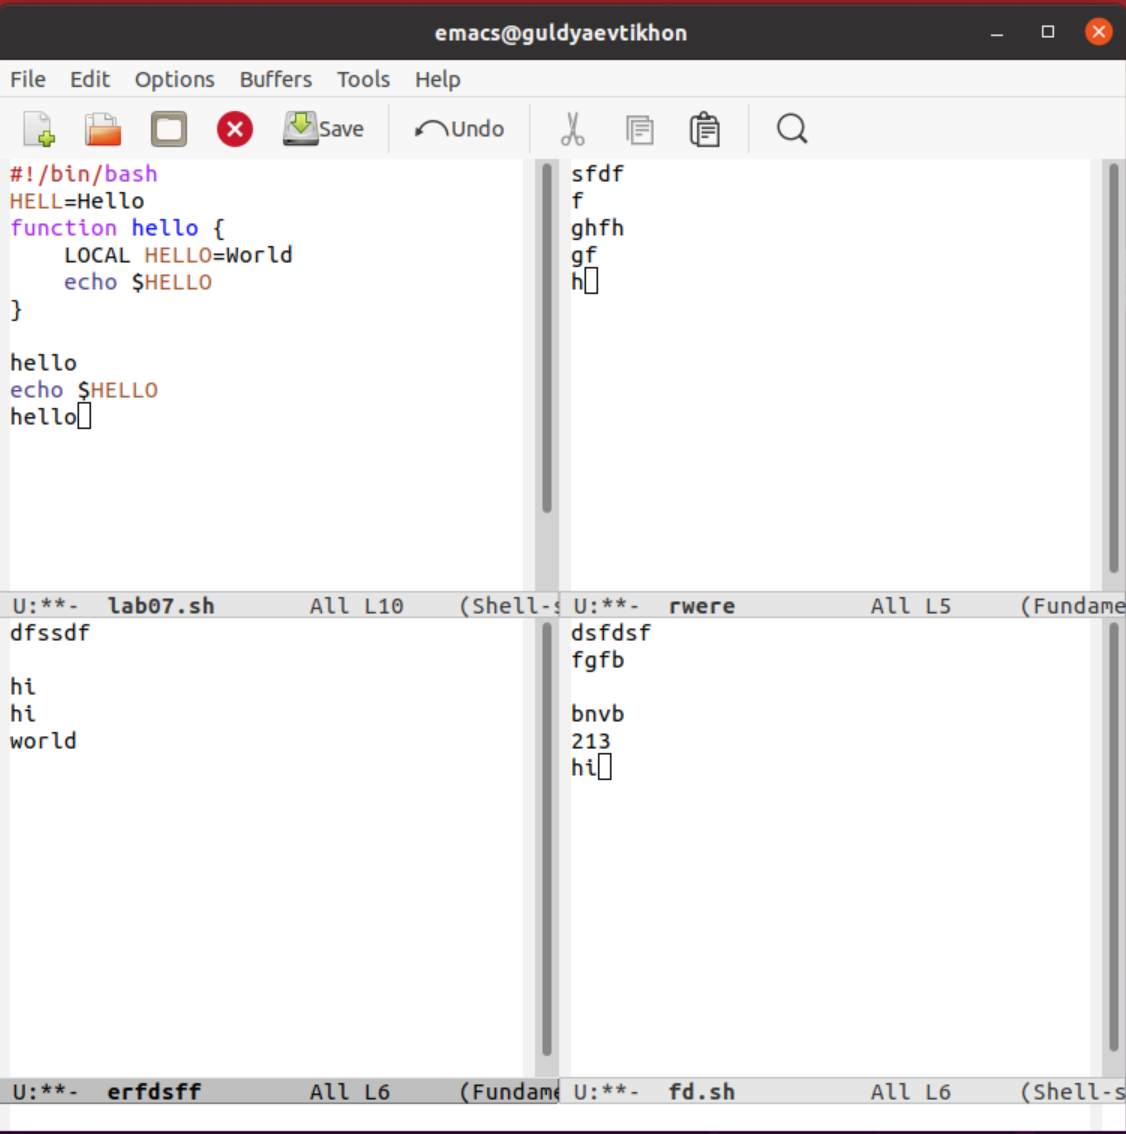 emacs@guldyaevtikhon
File Edit Options Buffers Tools Help
Save Undo
#!/bin/bash
HELL=Hello
function hello {
    LOCAL HELLO=World
    echo $HELLO
}
hello
echo $HELLO
hello
U:**-  lab07.sh       All L10    (Shell-s
sfdf
f
ghfh
gf
h
U:**-  rwere          All L5     (Fundame
dfssdf
hi
hi
world
U:**-  erfdsff        All L6     (Fundame
dsfdsf
fgfb
bnvb
213
hi
U:**-  fd.sh          All L6     (Shell-s